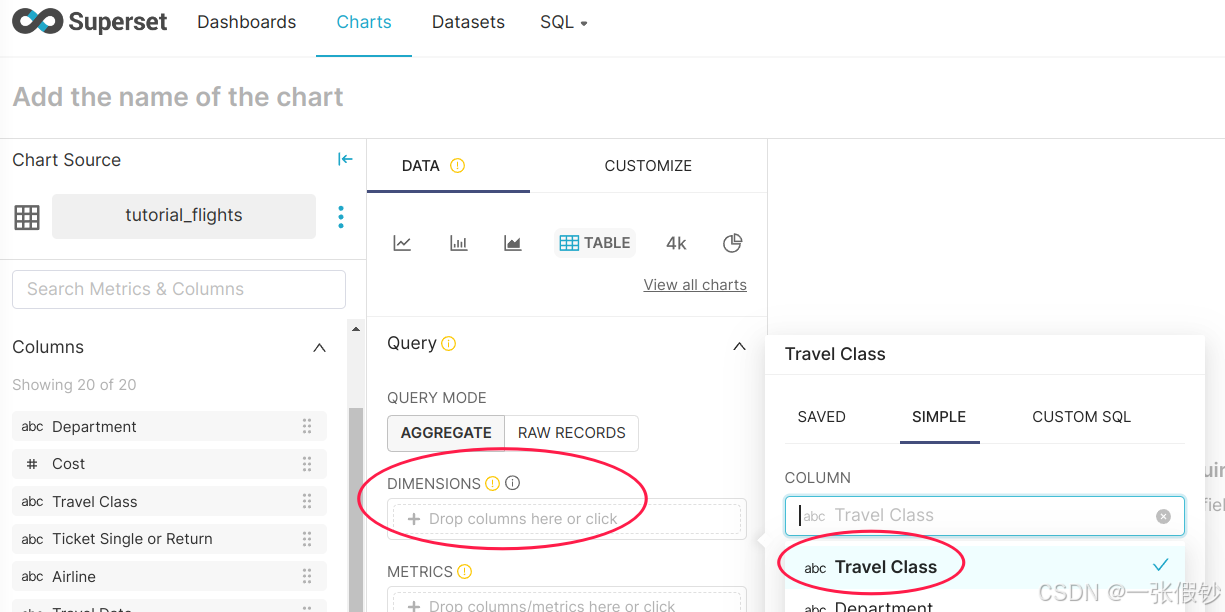 Superset Dashboards Charts Datasets SQL
Add the name of the chart
Chart Source
tutorial_flights
Search Metrics & Columns
Columns
Showing 20 of 20
abc Department
# Cost
abc Travel Class
abc Ticket Single or Return
abc Airline
abc Travel Date
DATA CUSTOMIZE
TABLE 4k
View all charts
Query
QUERY MODE
AGGREGATE RAW RECORDS
DIMENSIONS
+ Drop columns here or click
METRICS
+ Drop columns/metrics here or click
Travel Class
SAVED SIMPLE CUSTOM SQL
COLUMN
abc Travel Class
abc Travel Class
abc Department
CSDN @一张假钞